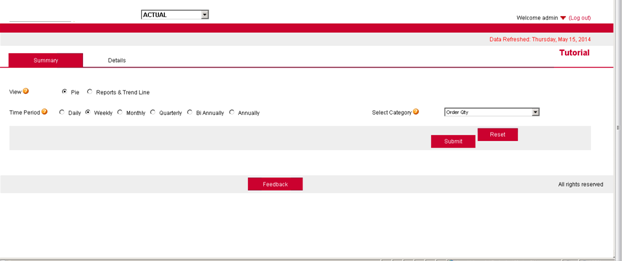 ACTUAL
Welcome admin (Log out)
Data Refreshed: Thursday, May 15, 2014
Tutorial
Summary Details
View Pie Reports & Trend Line
Time Period Daily Weekly Monthly Quarterly Bi Annually Annually Select Category Order Qty
Submit Reset
Feedback All rights reserved